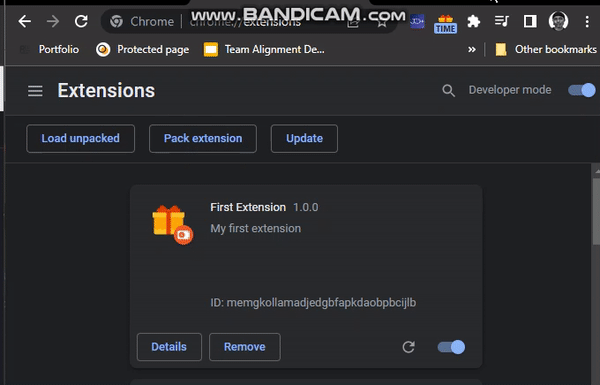 www.BANDICAM.com
Chrome | chrome://extensions
TIME
Portfolio Protected page Team Alignment De... » Other bookmarks
Extensions Developer mode
Load unpacked Pack extension Update
First Extension 1.0.0
My first extension
ID: memgkollamadjedgbfapkdaobpbcijlb
Details Remove